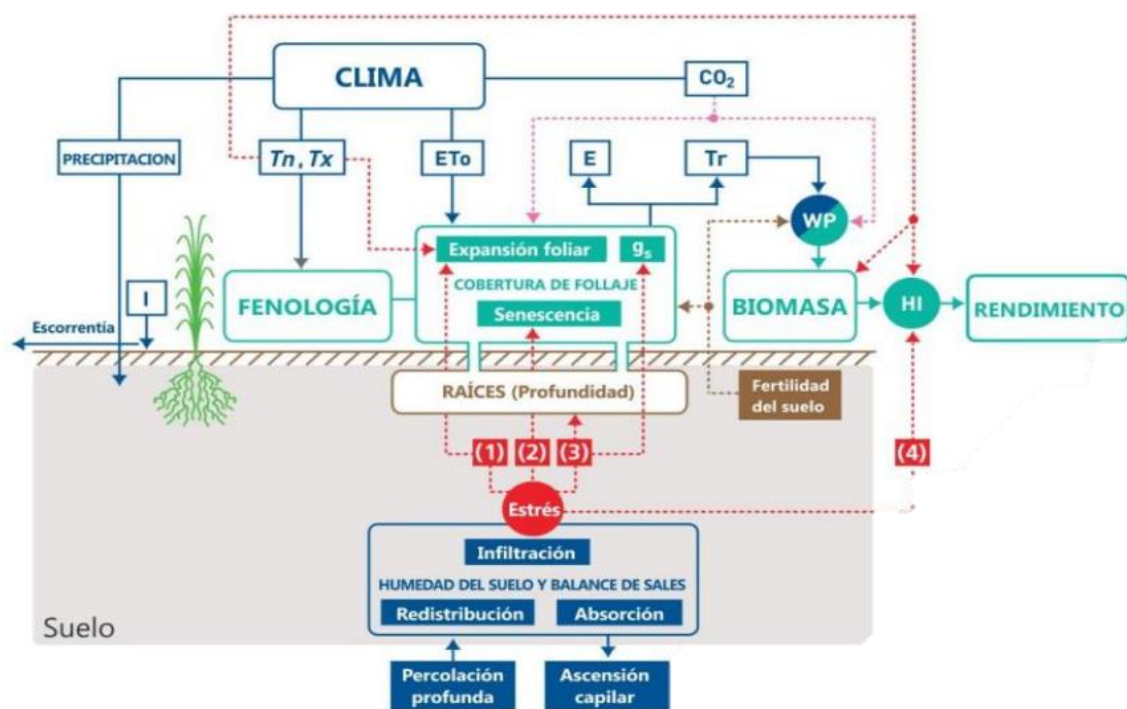 CLIMA
CO₂
PRECIPITACION
Tn, Tx
ETo
E
Tr
WP
Expansión foliar
gₛ
COBERTURA DE FOLLAJE
Senescencia
FENOLOGÍA
BIOMASA
HI
RENDIMIENTO
I
Escorrentía
RAÍCES (Profundidad)
Fertilidad
del suelo
(1)
(2)
(3)
(4)
Estrés
Infiltración
HUMEDAD DEL SUELO Y BALANCE DE SALES
Redistribución
Absorción
Suelo
Percolación
profunda
Ascensión
capilar